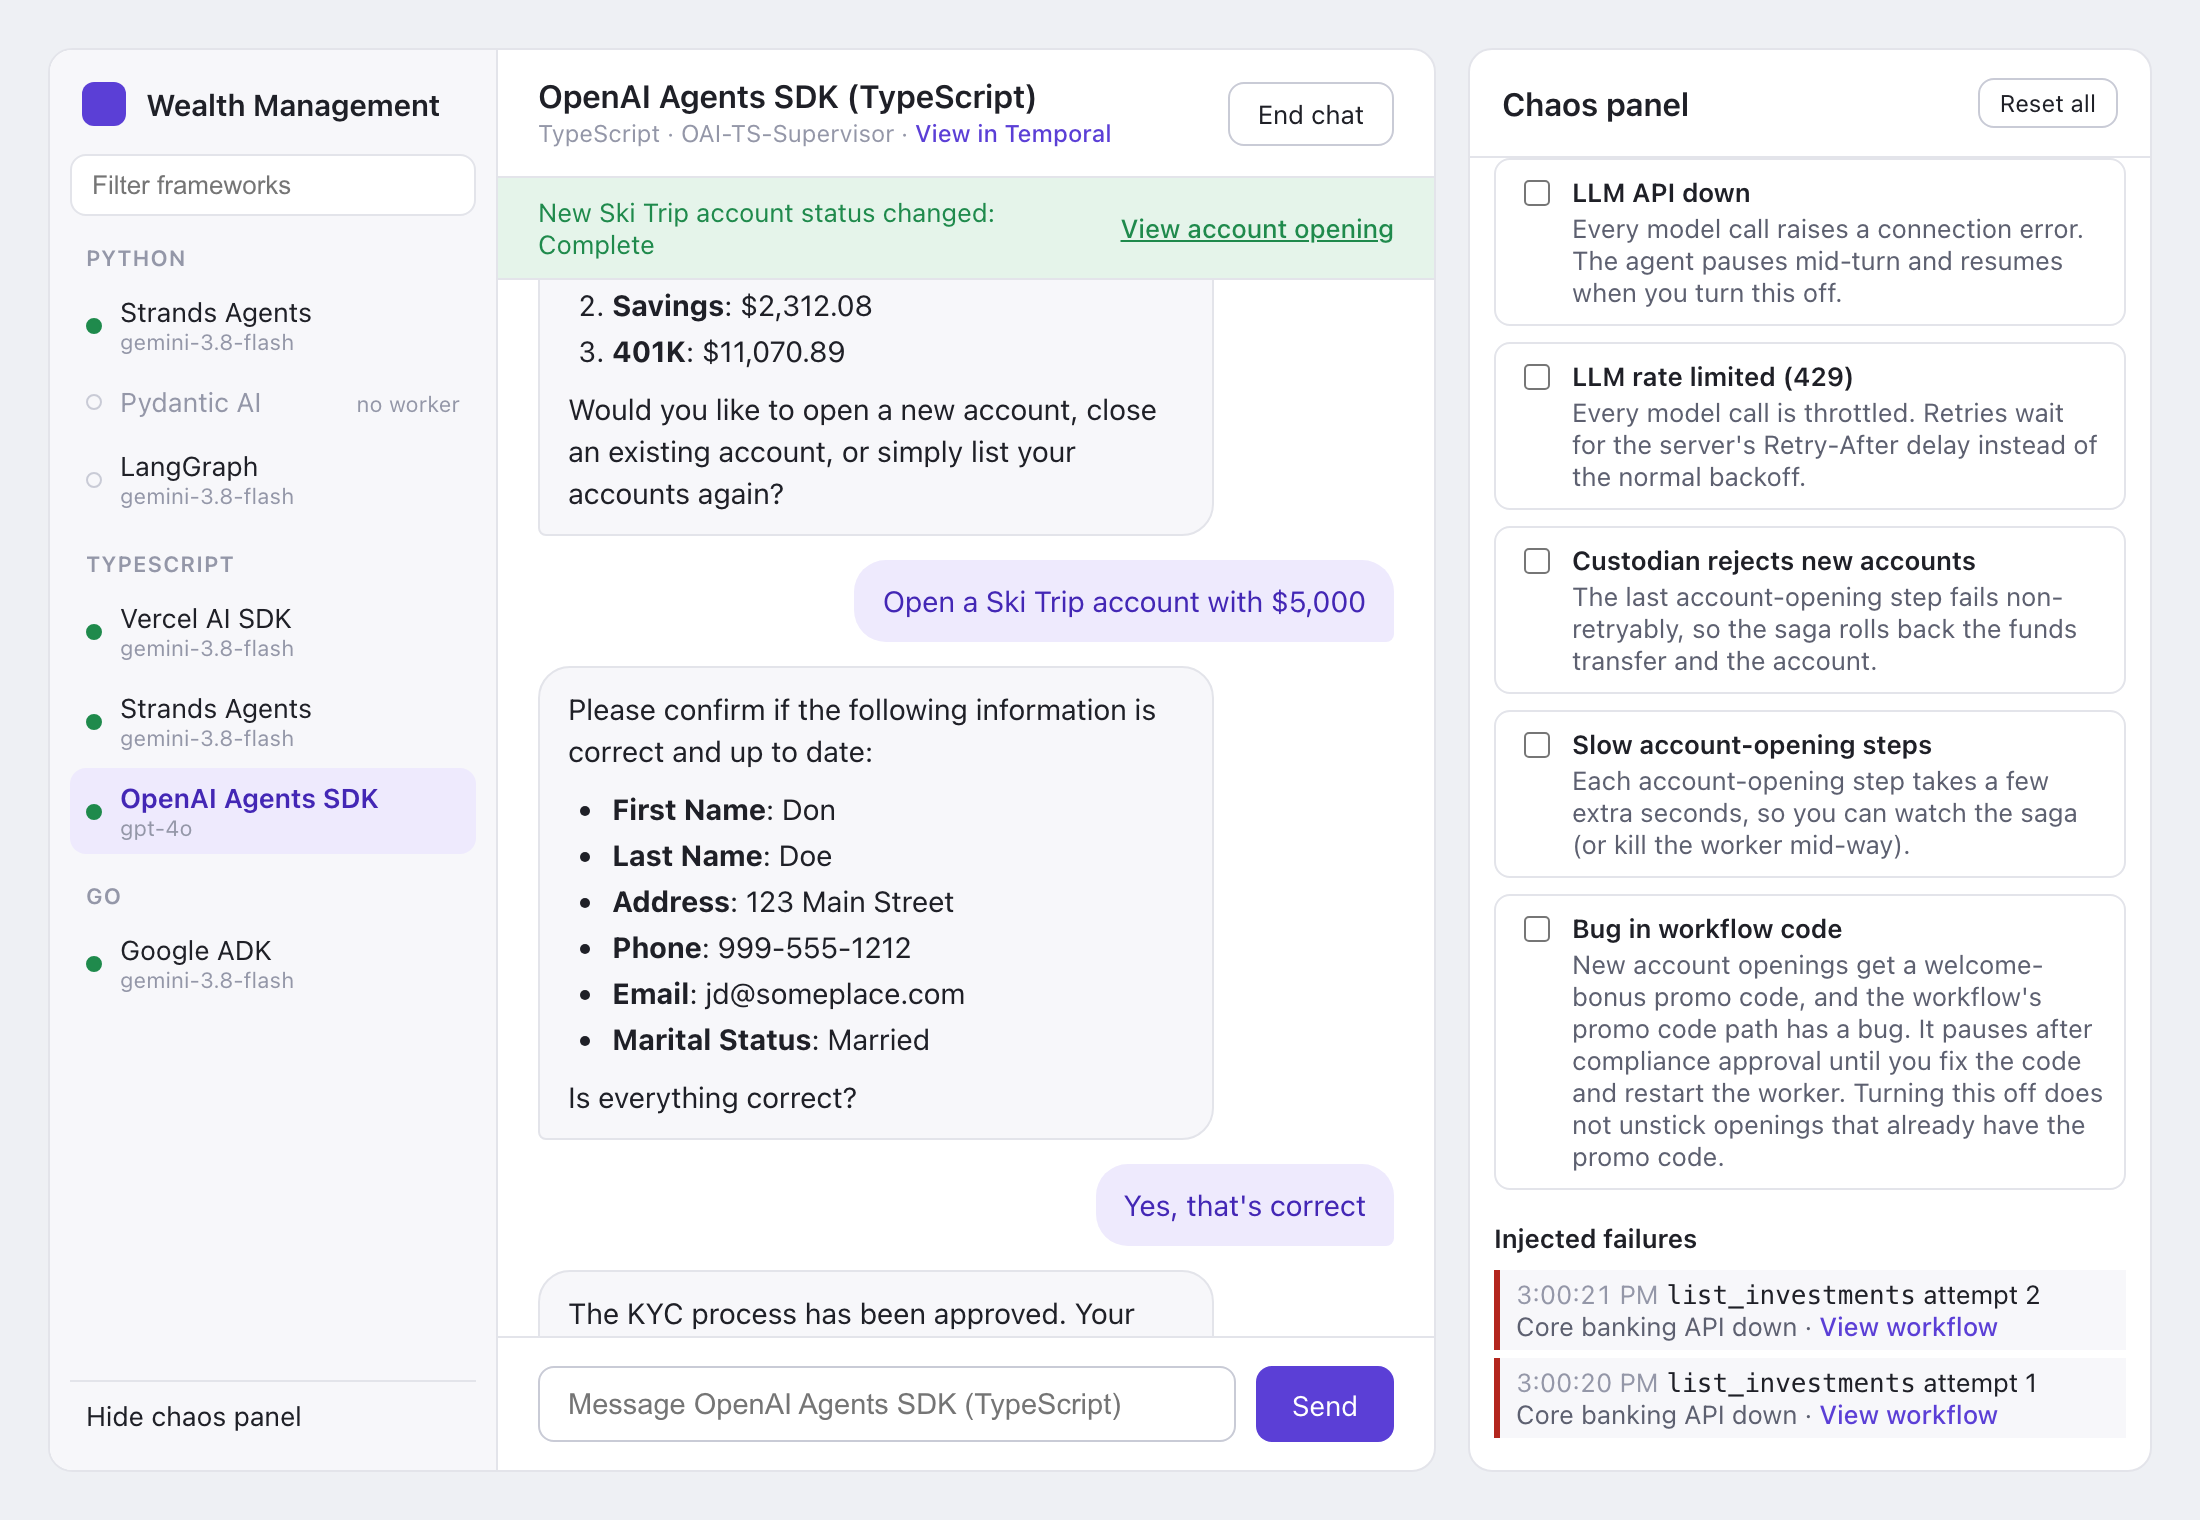 Wealth Management
Filter frameworks
PYTHON
Strands Agents
gemini-3.8-flash
Pydantic AI
no worker
LangGraph
gemini-3.8-flash
TYPESCRIPT
Vercel AI SDK
gemini-3.8-flash
Strands Agents
gemini-3.8-flash
OpenAI Agents SDK
gpt-4o
GO
Google ADK
gemini-3.8-flash
Hide chaos panel
OpenAI Agents SDK (TypeScript)
TypeScript · OAI-TS-Supervisor · View in Temporal
End chat
New Ski Trip account status changed:
Complete
View account opening
2. Savings: $2,312.08
3. 401K: $11,070.89
Would you like to open a new account, close
an existing account, or simply list your
accounts again?
Open a Ski Trip account with $5,000
Please confirm if the following information is
correct and up to date:
• First Name: Don
• Last Name: Doe
• Address: 123 Main Street
• Phone: 999-555-1212
• Email: jd@someplace.com
• Marital Status: Married
Is everything correct?
Yes, that's correct
The KYC process has been approved. Your
Message OpenAI Agents SDK (TypeScript)
Send
Chaos panel
Reset all
LLM API down
Every model call raises a connection error.
The agent pauses mid-turn and resumes
when you turn this off.
LLM rate limited (429)
Every model call is throttled. Retries wait
for the server's Retry-After delay instead of
the normal backoff.
Custodian rejects new accounts
The last account-opening step fails non-
retryably, so the saga rolls back the funds
transfer and the account.
Slow account-opening steps
Each account-opening step takes a few
extra seconds, so you can watch the saga
(or kill the worker mid-way).
Bug in workflow code
New account openings get a welcome-
bonus promo code, and the workflow's
promo code path has a bug. It pauses after
compliance approval until you fix the code
and restart the worker. Turning this off does
not unstick openings that already have the
promo code.
Injected failures
3:00:21 PM list_investments attempt 2
Core banking API down · View workflow
3:00:20 PM list_investments attempt 1
Core banking API down · View workflow